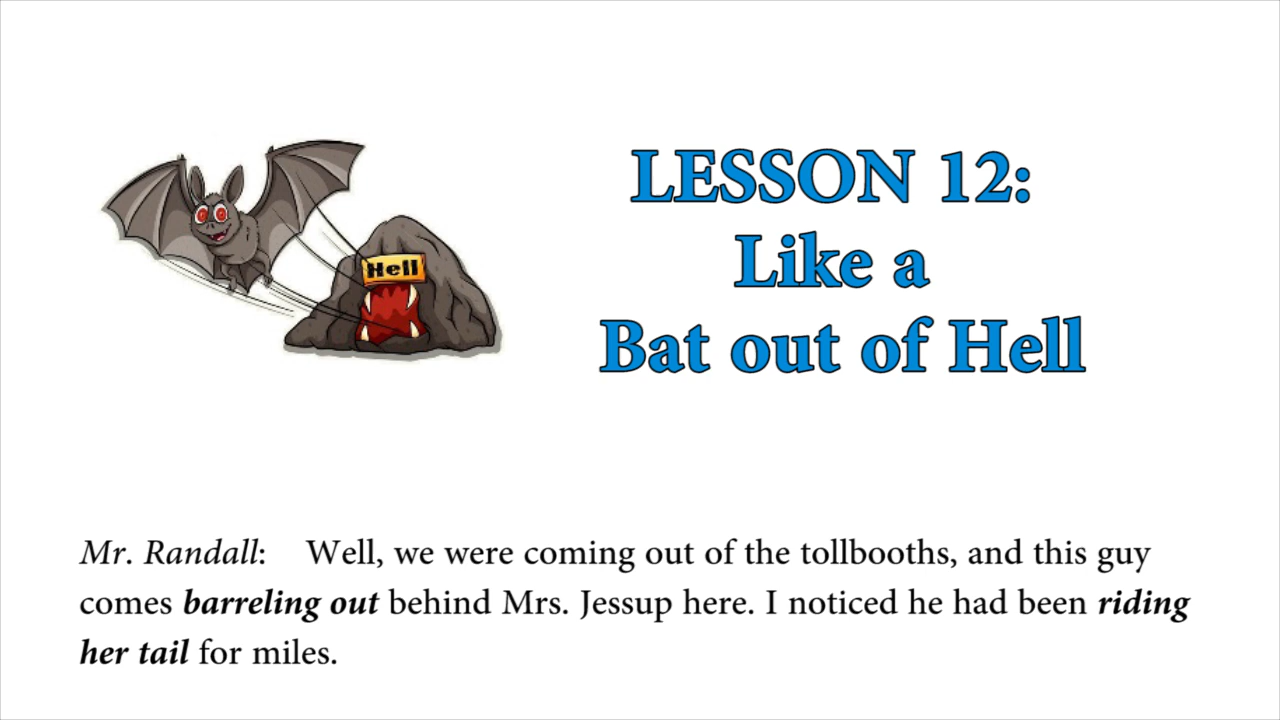 Hell
LESSON 12:
Like a
Bat out of Hell
Mr. Randall: Well, we were coming out of the tollbooths, and this guy
comes barreling out behind Mrs. Jessup here. I noticed he had been riding
her tail for miles.